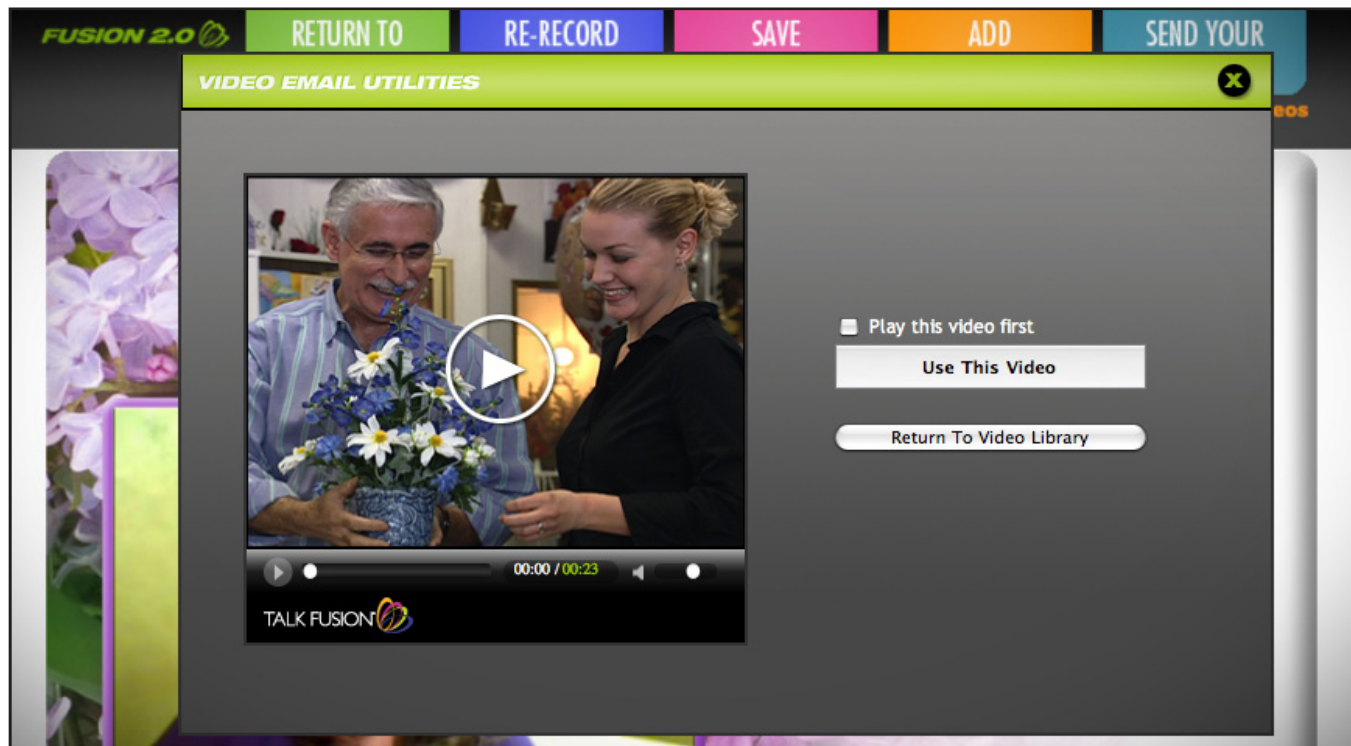 FUSION 2.0
RETURN TO
RE-RECORD
SAVE
ADD
SEND YOUR
VIDEO EMAIL UTILITIES
X
eos
Play this video first
Use This Video
Return To Video Library
00:00 / 00:23
TALK FUSION